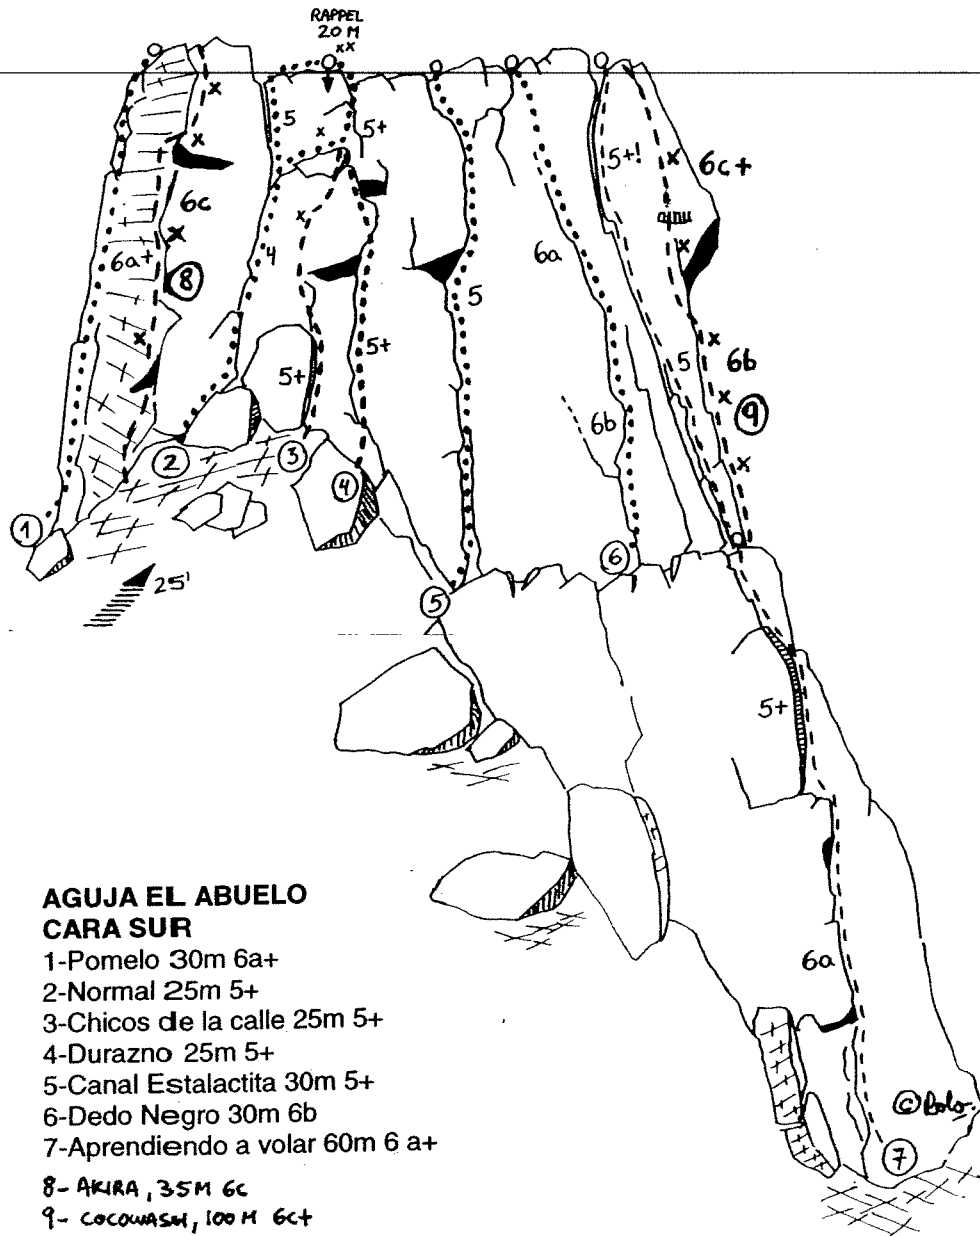 RAPPEL
20 M
xx
5
5+
5+!
6c+
6c
6a+
4
6a
5
8
5+
5+
5
6b
9
6b
2
3
4
1
6
25'
5
5+
6a
7
AGUJA EL ABUELO
CARA SUR
1-Pomelo 30m 6a+
2-Normal 25m 5+
3-Chicos de la calle 25m 5+
4-Durazno 25m 5+
5-Canal Estalactita 30m 5+
6-Dedo Negro 30m 6b
7-Aprendiendo a volar 60m 6 a+
8- AKIRA, 35M 6c
9- COCOWASH, 100 M 6c+
© Bolo.